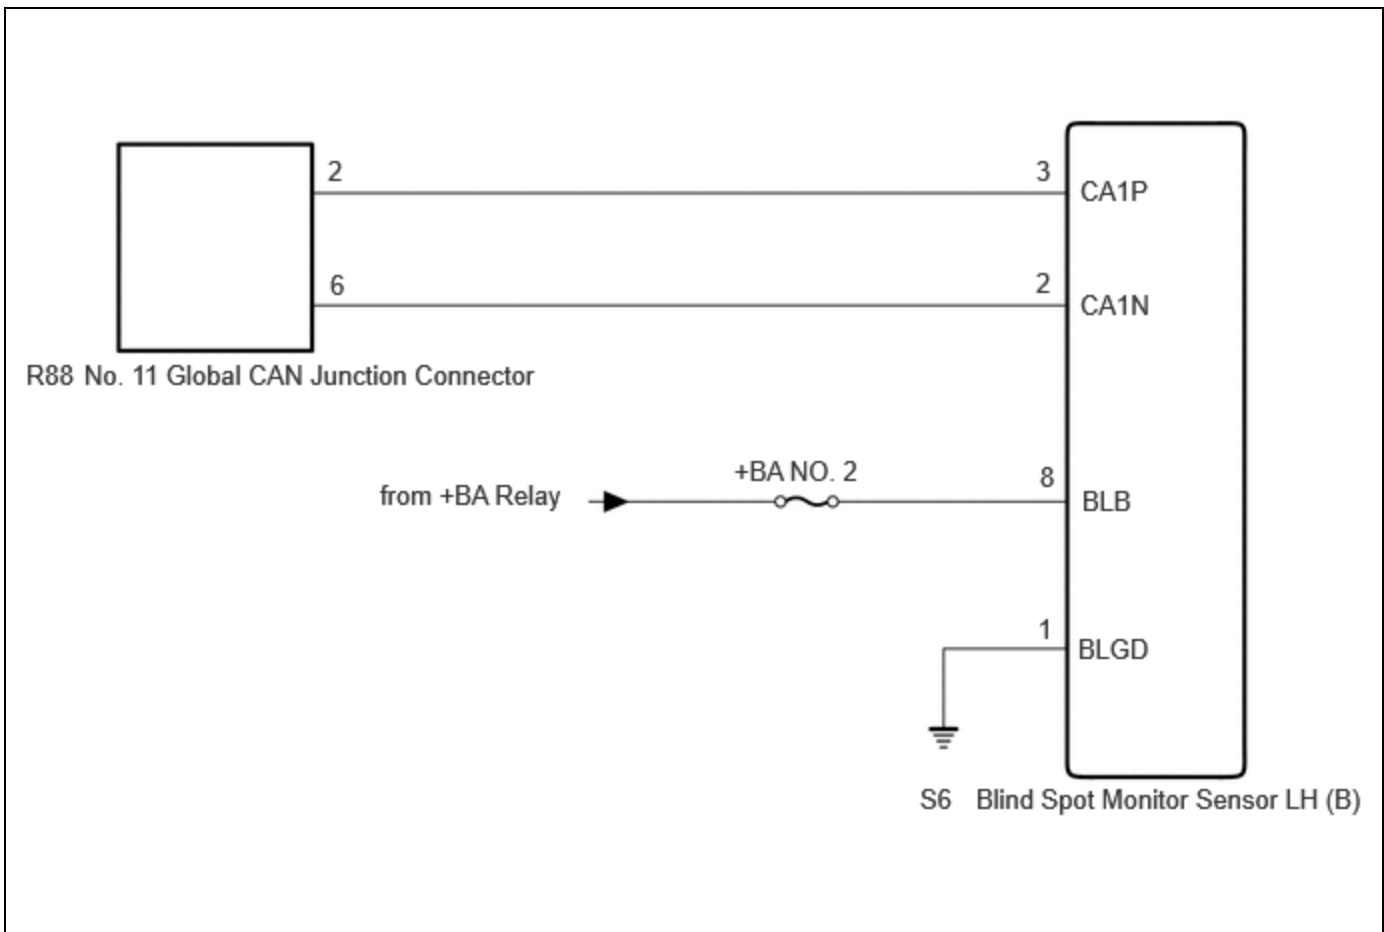 2
3
CA1P
6
2
CA1N
R88 No. 11 Global CAN Junction Connector
+BA NO. 2
from +BA Relay
8
BLB
1
BLGD
S6 Blind Spot Monitor Sensor LH (B)